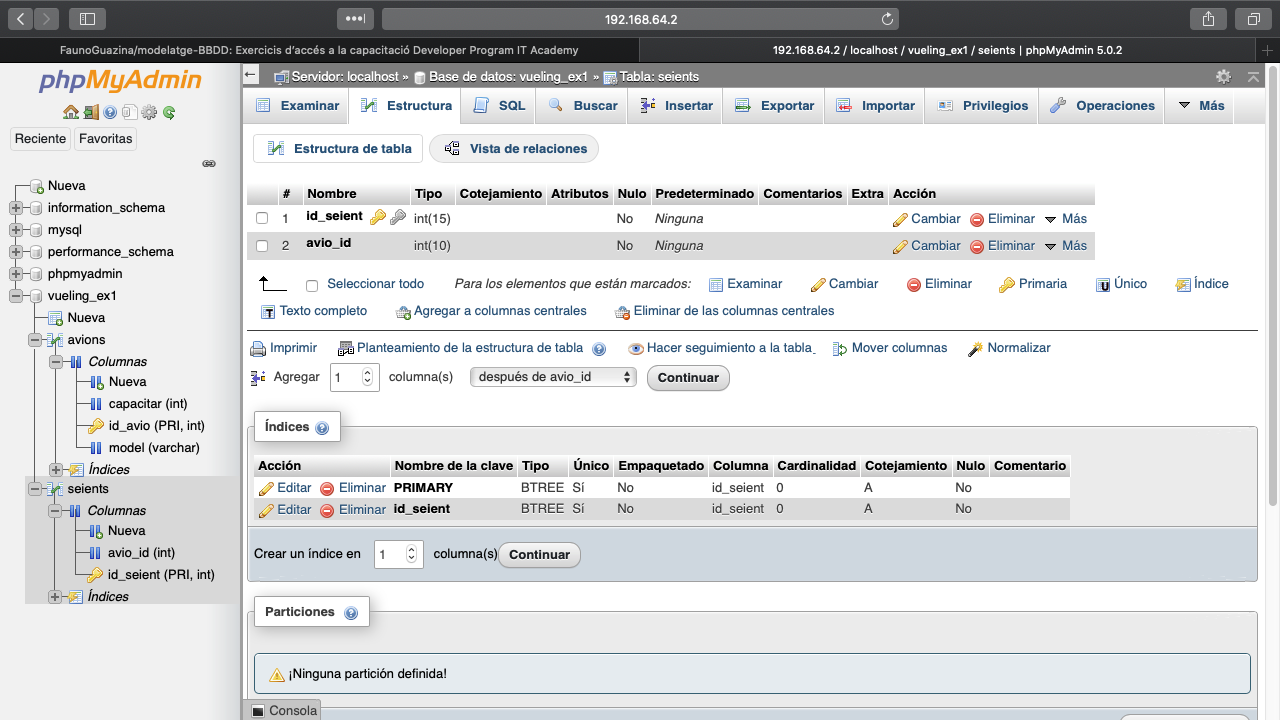 192.168.64.2
FaunoGuazina/modelatge-BBDD: Exercicis d'accés a la capacitació Developer Program IT Academy
192.168.64.2 / localhost / vueling_ex1 / seients | phpMyAdmin 5.0.2
phpMyAdmin
Reciente Favoritas
Nueva
information_schema
mysql
performance_schema
phpmyadmin
vueling_ex1
Nueva
avions
Columnas
Nueva
capacitar (int)
id_avio (PRI, int)
model (varchar)
Índices
seients
Columnas
Nueva
avio_id (int)
id_seient (PRI, int)
Índices
Servidor: localhost » Base de datos: vueling_ex1 » Tabla: seients
Examinar Estructura SQL Buscar Insertar Exportar Importar Privilegios Operaciones Más
Estructura de tabla Vista de relaciones
# Nombre Tipo Cotejamiento Atributos Nulo Predeterminado Comentarios Extra Acción
1 id_seient int(15) No Ninguna Cambiar Eliminar Más
2 avio_id int(10) No Ninguna Cambiar Eliminar Más
Seleccionar todo Para los elementos que están marcados: Examinar Cambiar Eliminar Primaria Único Índice
Texto completo Agregar a columnas centrales Eliminar de las columnas centrales
Imprimir Planteamiento de la estructura de tabla Hacer seguimiento a la tabla Mover columnas Normalizar
Agregar 1 columna(s) después de avio_id Continuar
Índices
Acción Nombre de la clave Tipo Único Empaquetado Columna Cardinalidad Cotejamiento Nulo Comentario
Editar Eliminar PRIMARY BTREE Sí No id_seient 0 A No
Editar Eliminar id_seient BTREE Sí No id_seient 0 A No
Crear un índice en 1 columna(s) Continuar
Particiones
¡Ninguna partición definida!
Consola